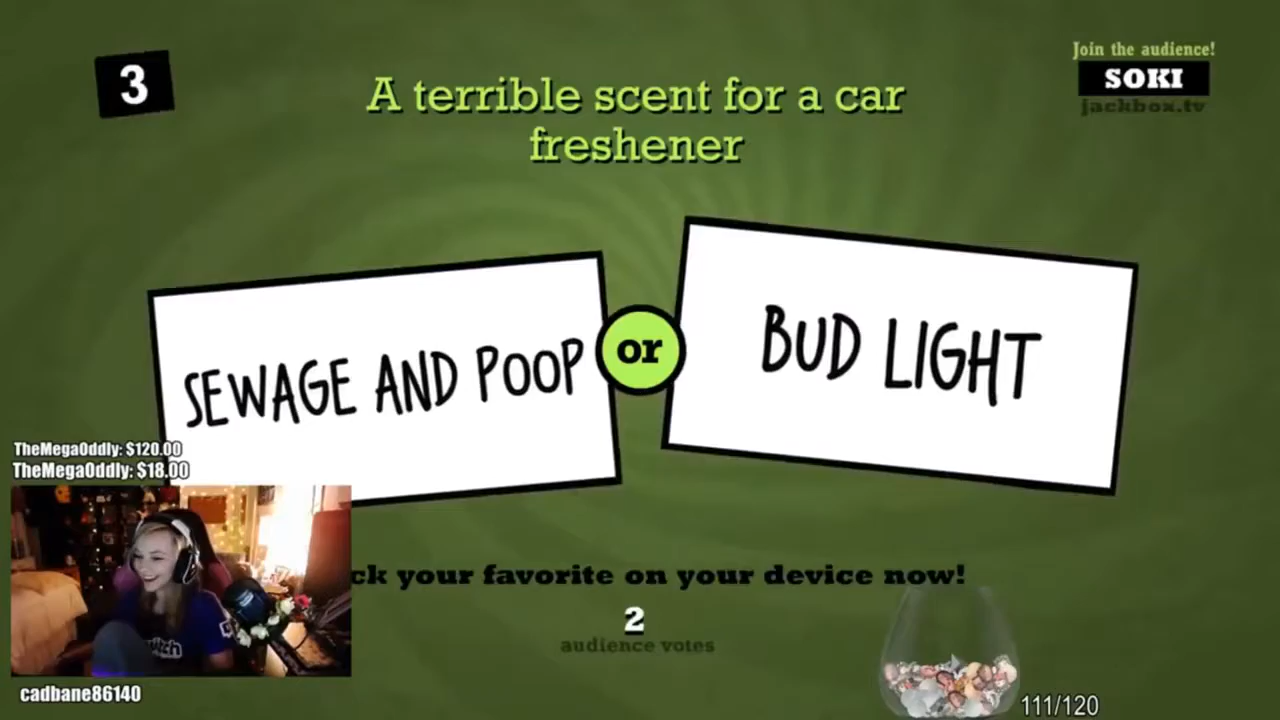 3
Join the audience!
SOKI
jackbox.tv
A terrible scent for a car
freshener
SEWAGE AND POOP
or
BUD LIGHT
TheMegaOddly: $120.00
TheMegaOddly: $18.00
ck your favorite on your device now!
2
audience votes
cadbane86140
111/120